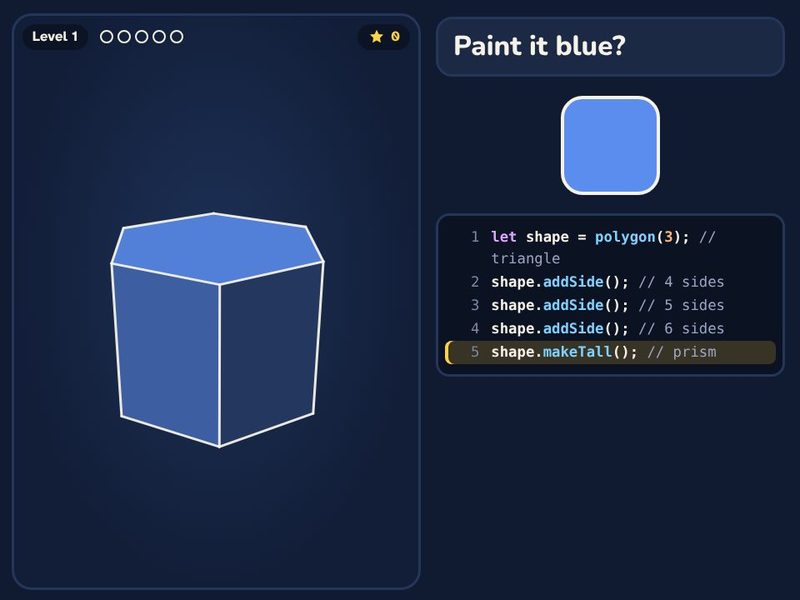 Level 1
0
Paint it blue?
1 let shape = polygon(3); //
triangle
2 shape.addSide(); // 4 sides
3 shape.addSide(); // 5 sides
4 shape.addSide(); // 6 sides
5 shape.makeTall(); // prism